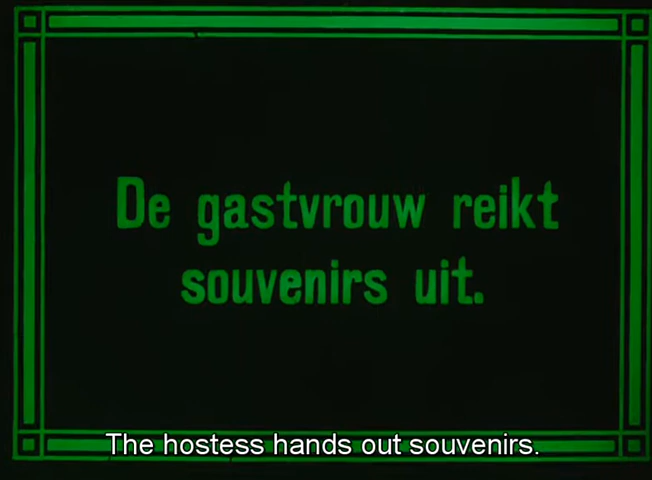 De gastvrouw reikt
souvenirs uit.
The hostess hands out souvenirs.